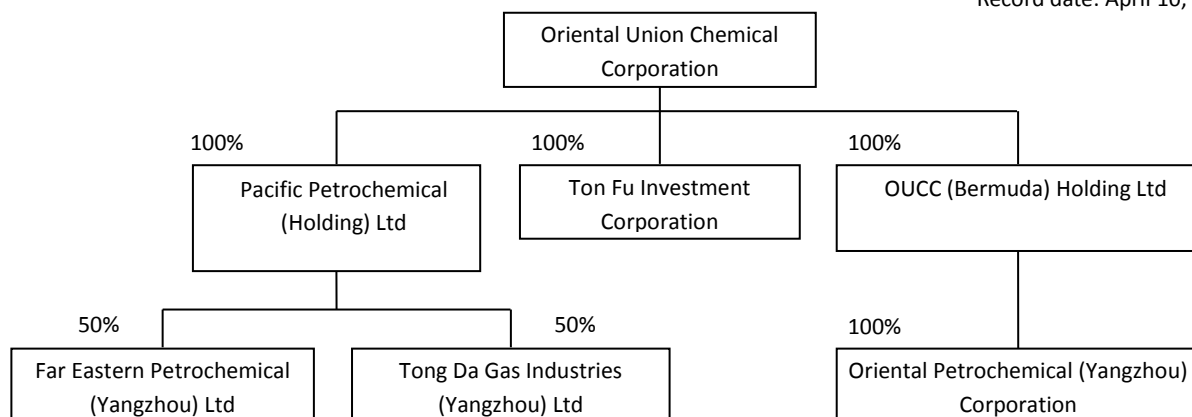 Record date: April 10,
Oriental Union Chemical
Corporation
100%
100%
100%
Pacific Petrochemical
(Holding) Ltd
Ton Fu Investment
Corporation
OUCC (Bermuda) Holding Ltd
50%
50%
100%
Far Eastern Petrochemical
(Yangzhou) Ltd
Tong Da Gas Industries
(Yangzhou) Ltd
Oriental Petrochemical (Yangzhou)
Corporation